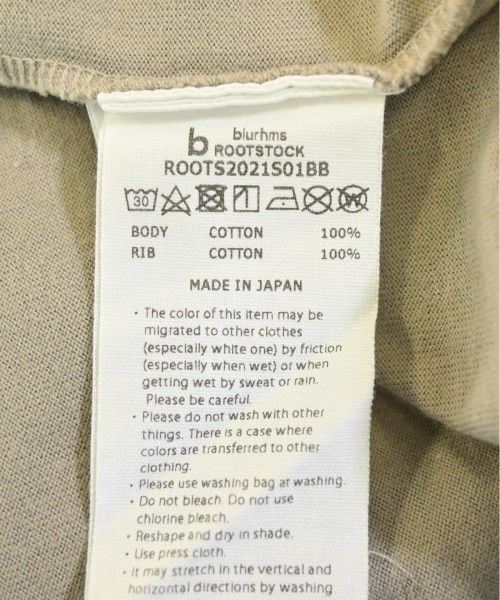 b blurhms
ROOTSTOCK
ROOTS2021S01BB
30 W
BODY COTTON 100%
RIB COTTON 100%
MADE IN JAPAN
・The color of this item may be
migrated to other clothes
(especially white one) by friction
(especially when wet) or when
getting wet by sweat or rain.
Please be careful.
・Please do not wash with other
things. There is a case where
colors are transferred to other
clothing.
・Please use washing bag at washing.
・Do not bleach. Do not use
chlorine bleach.
・Reshape and dry in shade.
・Use press cloth.
・It may stretch in the vertical and
horizontal directions by washing